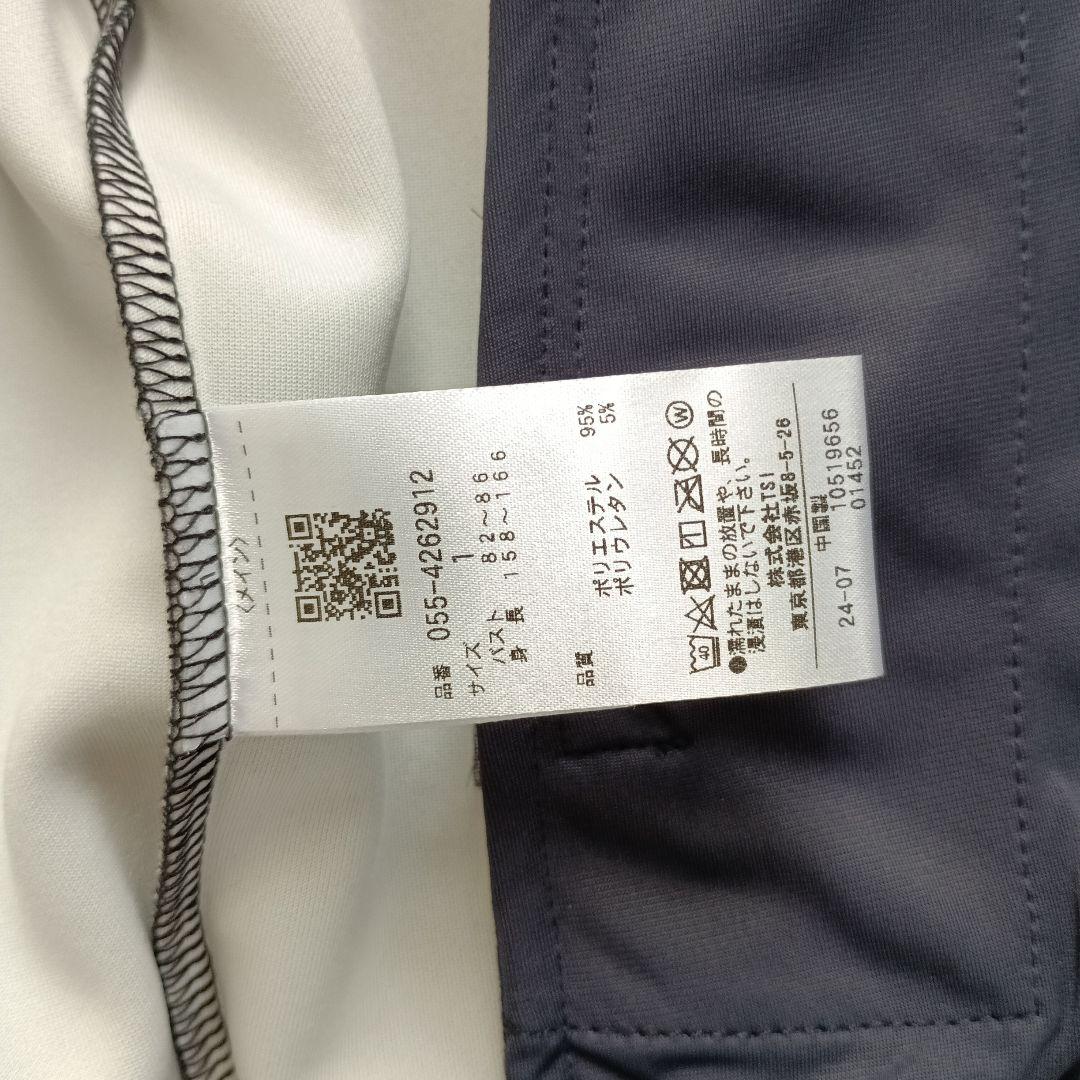 〈メイン〉
品番 055-4262912
サイズ 1
バスト 82～86
身長 158～166
品質 ポリエステル 95%
ポリウレタン 5%
40 W
●濡れたままの放置や、長時間の
浸漬はしないで下さい。
株式会社TSI
東京都港区赤坂8-5-26
中国製
24-07 10519656
01452